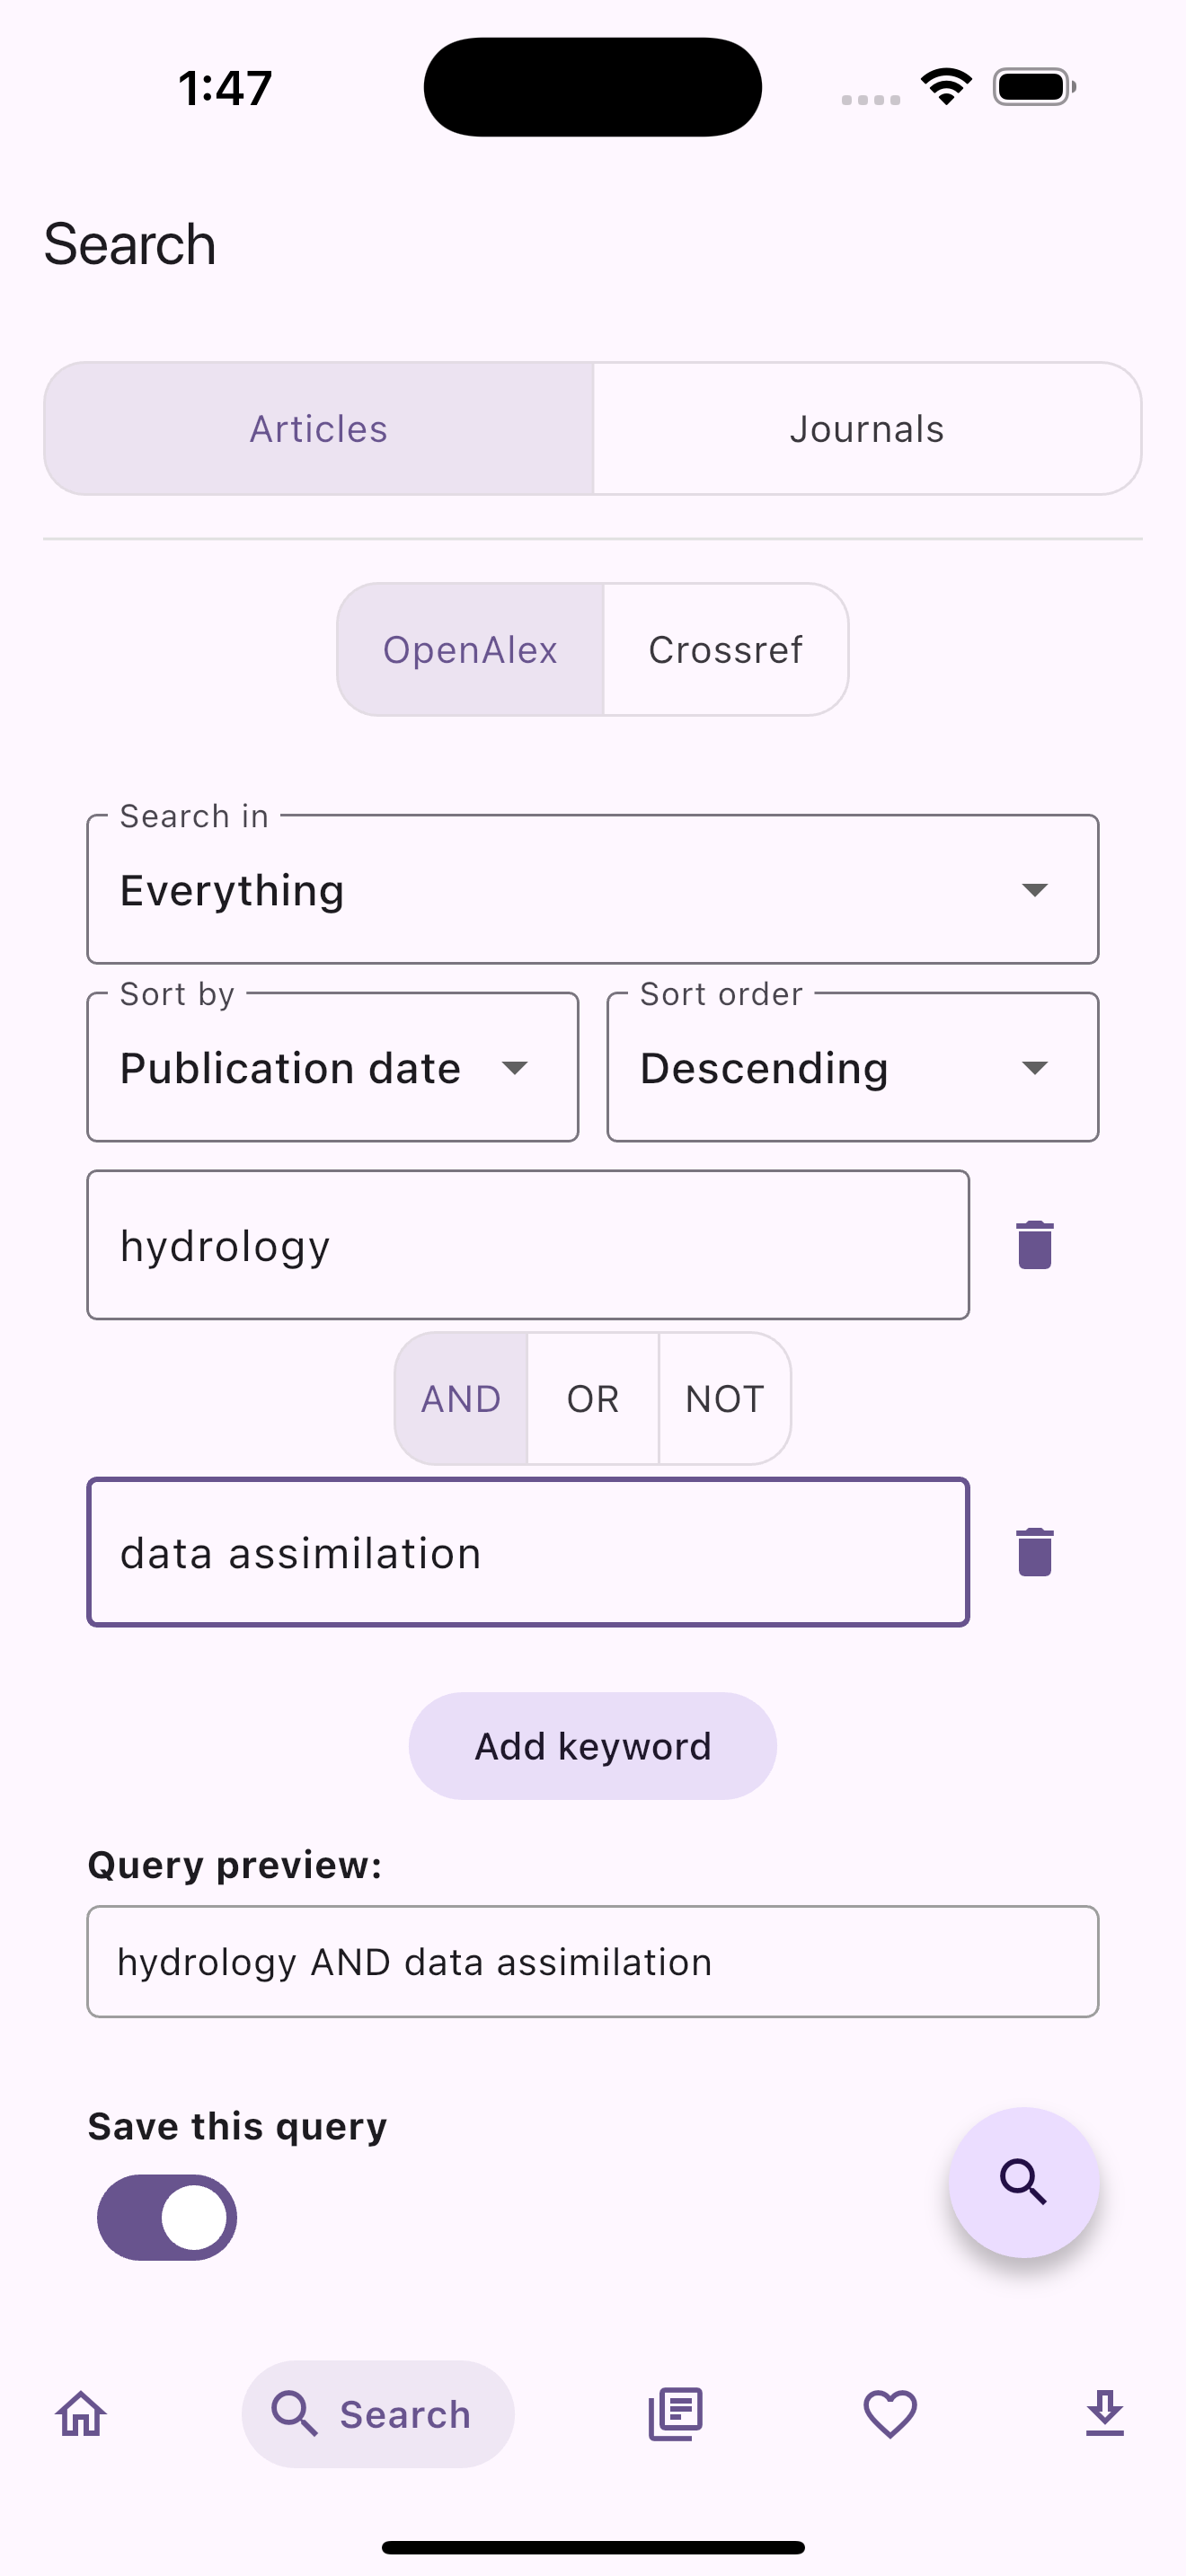 1:47
Search
Articles
Journals
OpenAlex
Crossref
Search in
Everything
Sort by
Sort order
Publication date
Descending
hydrology
AND
OR
NOT
data assimilation
Add keyword
Query preview:
hydrology AND data assimilation
Save this query
Search